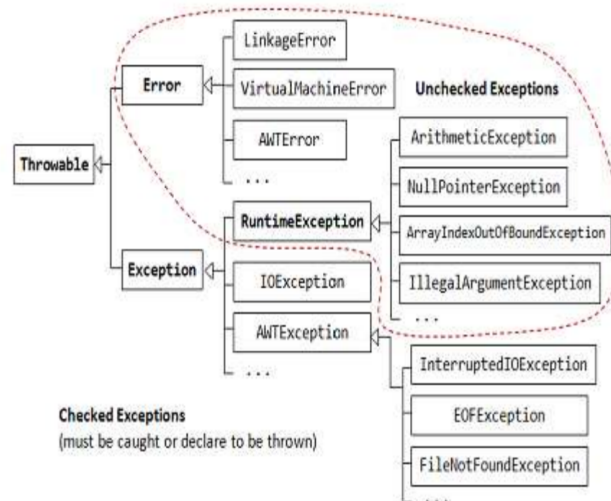 LinkageError
Error
VirtualMachineError
Unchecked Exceptions
AWTError
ArithmeticException
Throwable
...
NullPointerException
RuntimeException
ArrayIndexOutOfBoundException
Exception
IOException
IllegalArgumentException
AWTException
...
...
InterruptedIOException
Checked Exceptions
(must be caught or declare to be thrown)
EOFException
FileNotFoundException
...